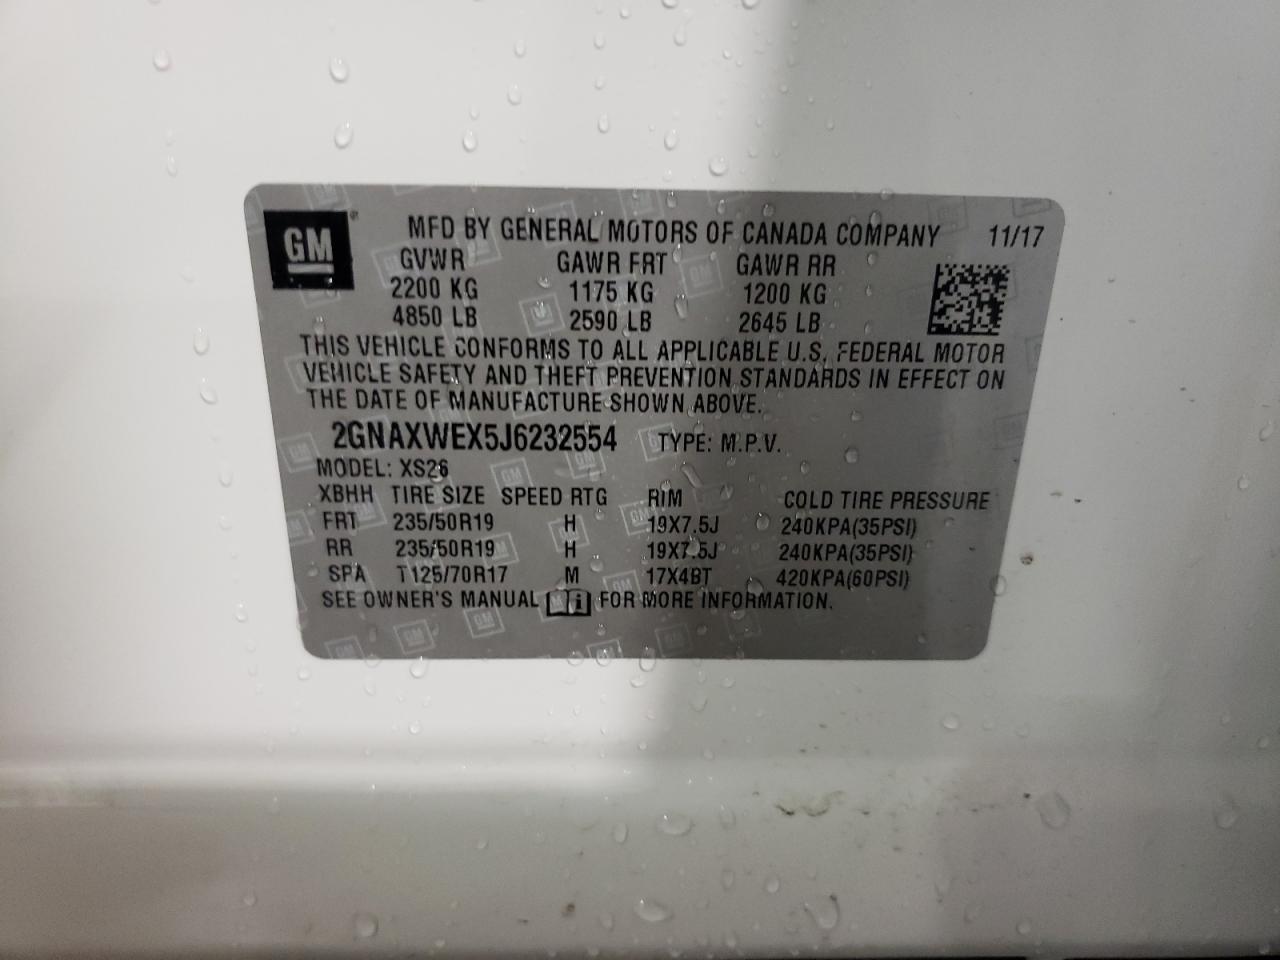 GM® MFD BY GENERAL MOTORS OF CANADA COMPANY 11/17
GVWR GAWR FRT GAWR RR
2200 KG 1175 KG 1200 KG
4850 LB 2590 LB 2645 LB
THIS VEHICLE CONFORMS TO ALL APPLICABLE U.S. FEDERAL MOTOR
VEHICLE SAFETY AND THEFT PREVENTION STANDARDS IN EFFECT ON
THE DATE OF MANUFACTURE SHOWN ABOVE.
2GNAXWEX5J6232554 TYPE: M.P.V.
MODEL: XS26
XBHH TIRE SIZE SPEED RTG RIM COLD TIRE PRESSURE
FRT 235/50R19 H 19X7.5J 240KPA(35PSI)
RR 235/50R19 H 19X7.5J 240KPA(35PSI)
SPA T125/70R17 M 17X4BT 420KPA(60PSI)
SEE OWNER'S MANUAL i FOR MORE INFORMATION.